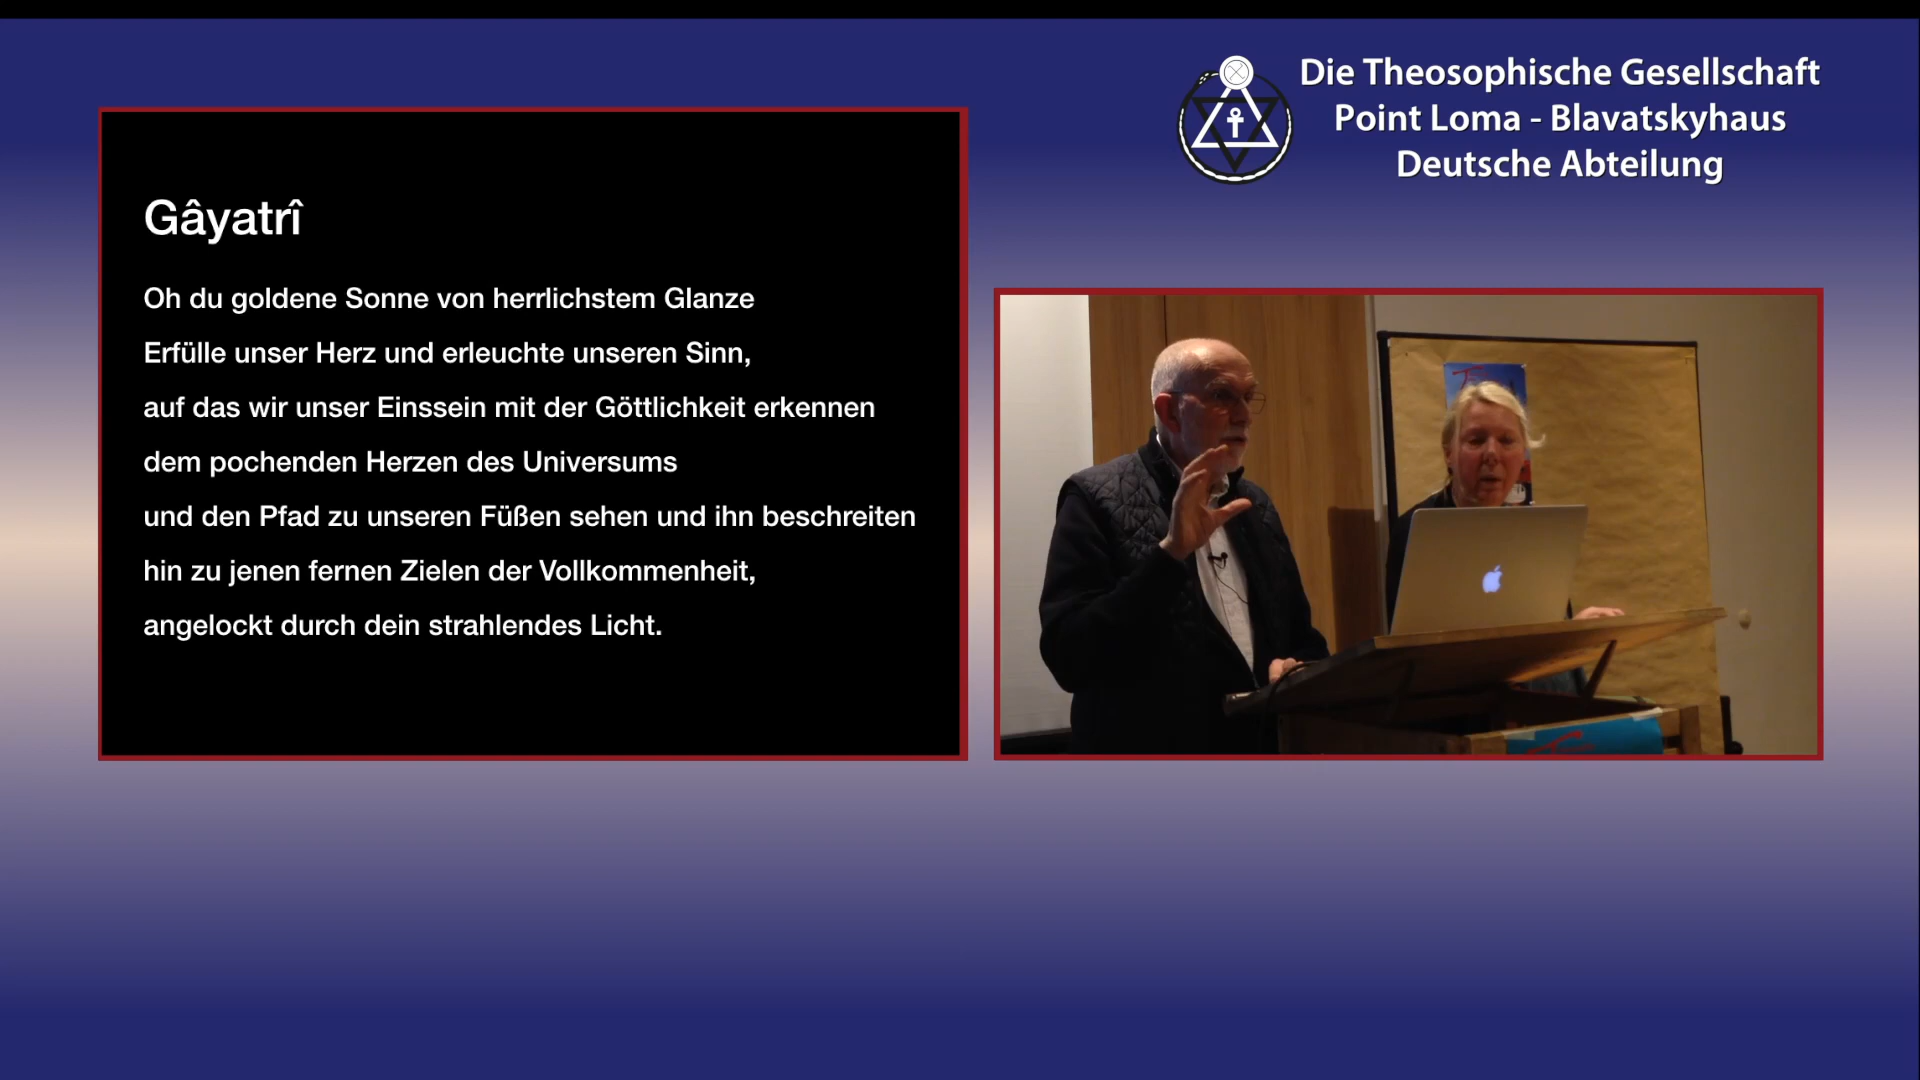 Die Theosophische Gesellschaft
Point Loma - Blavatskyhaus
Deutsche Abteilung
Gâyatrî
Oh du goldene Sonne von herrlichstem Glanze
Erfülle unser Herz und erleuchte unseren Sinn,
auf das wir unser Einssein mit der Göttlichkeit erkennen
dem pochenden Herzen des Universums
und den Pfad zu unseren Füßen sehen und ihn beschreiten
hin zu jenen fernen Zielen der Vollkommenheit,
angelockt durch dein strahlendes Licht.